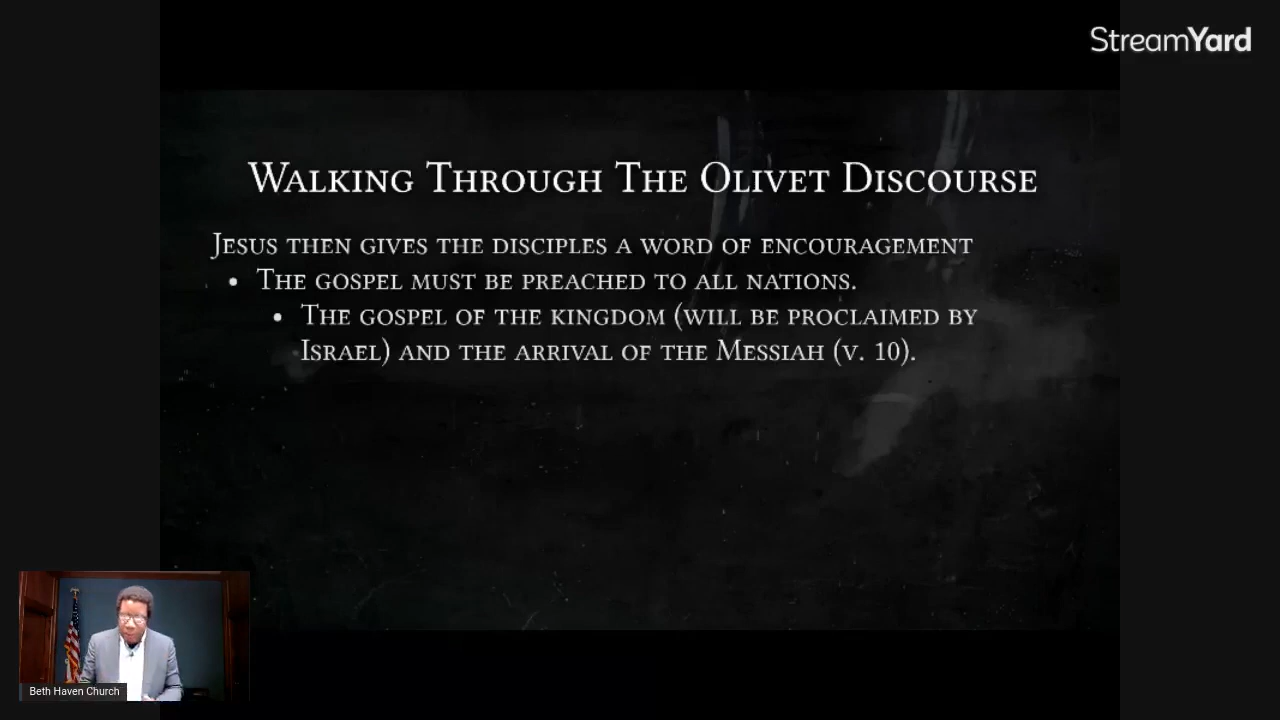 StreamYard
Walking Through The Olivet Discourse
Jesus then gives the disciples a word of encouragement
• The gospel must be preached to all nations.
• The gospel of the kingdom (will be proclaimed by
Israel) and the arrival of the Messiah (v. 10).
Beth Haven Church